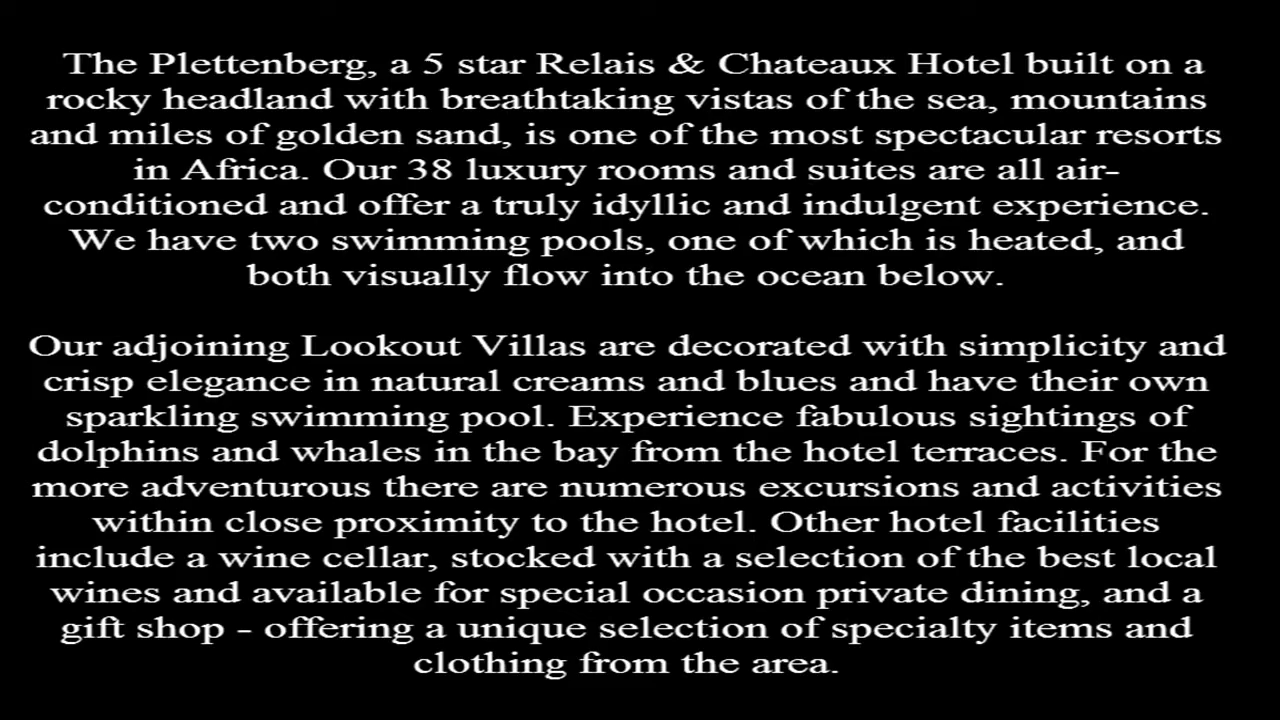 The Plettenberg, a 5 star Relais & Chateaux Hotel built on a
rocky headland with breathtaking vistas of the sea, mountains
and miles of golden sand, is one of the most spectacular resorts
in Africa. Our 38 luxury rooms and suites are all air-
conditioned and offer a truly idyllic and indulgent experience.
We have two swimming pools, one of which is heated, and
both visually flow into the ocean below.
Our adjoining Lookout Villas are decorated with simplicity and
crisp elegance in natural creams and blues and have their own
sparkling swimming pool. Experience fabulous sightings of
dolphins and whales in the bay from the hotel terraces. For the
more adventurous there are numerous excursions and activities
within close proximity to the hotel. Other hotel facilities
include a wine cellar, stocked with a selection of the best local
wines and available for special occasion private dining, and a
gift shop - offering a unique selection of specialty items and
clothing from the area.